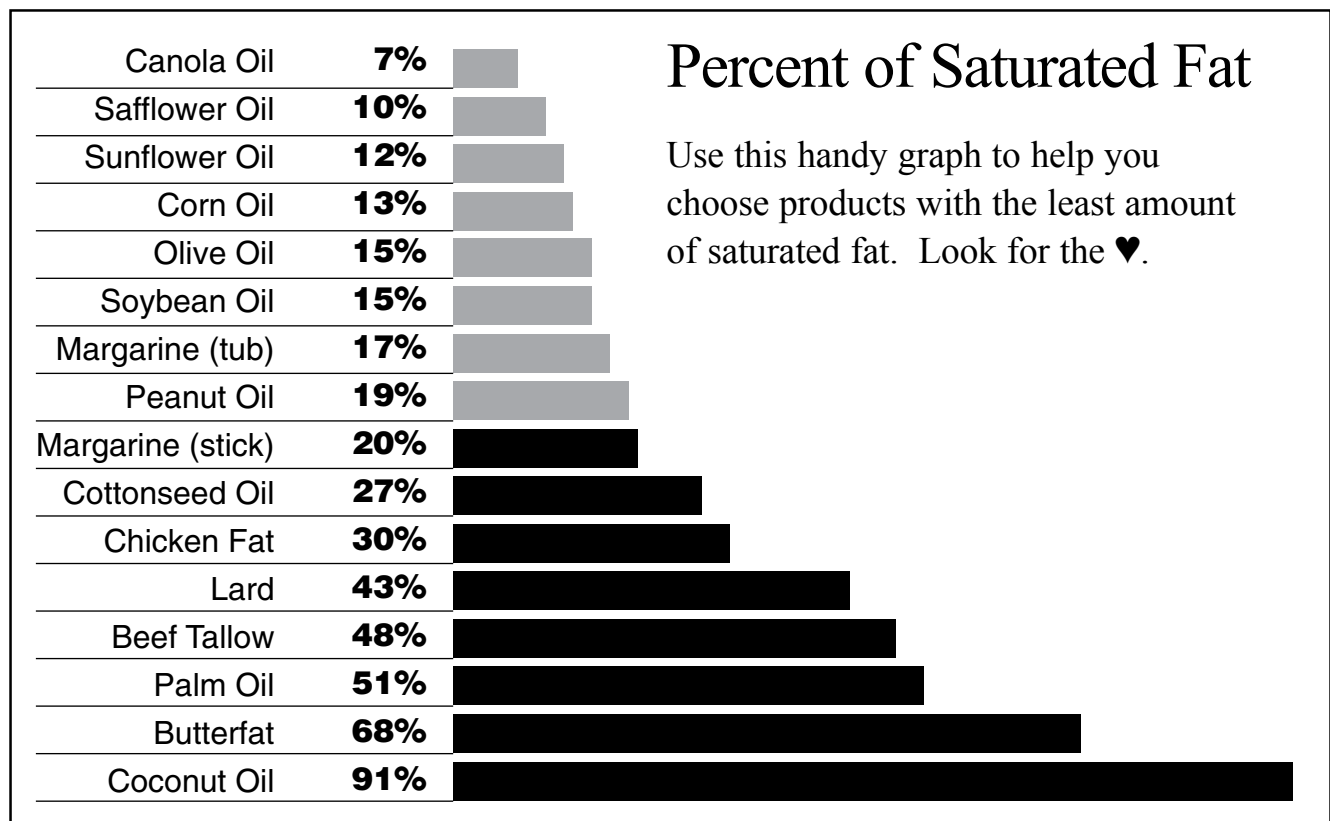 Percent of Saturated Fat
Use this handy graph to help you
choose products with the least amount
of saturated fat. Look for the ♥.
Canola Oil 7%
Safflower Oil 10%
Sunflower Oil 12%
Corn Oil 13%
Olive Oil 15%
Soybean Oil 15%
Margarine (tub) 17%
Peanut Oil 19%
Margarine (stick) 20%
Cottonseed Oil 27%
Chicken Fat 30%
Lard 43%
Beef Tallow 48%
Palm Oil 51%
Butterfat 68%
Coconut Oil 91%